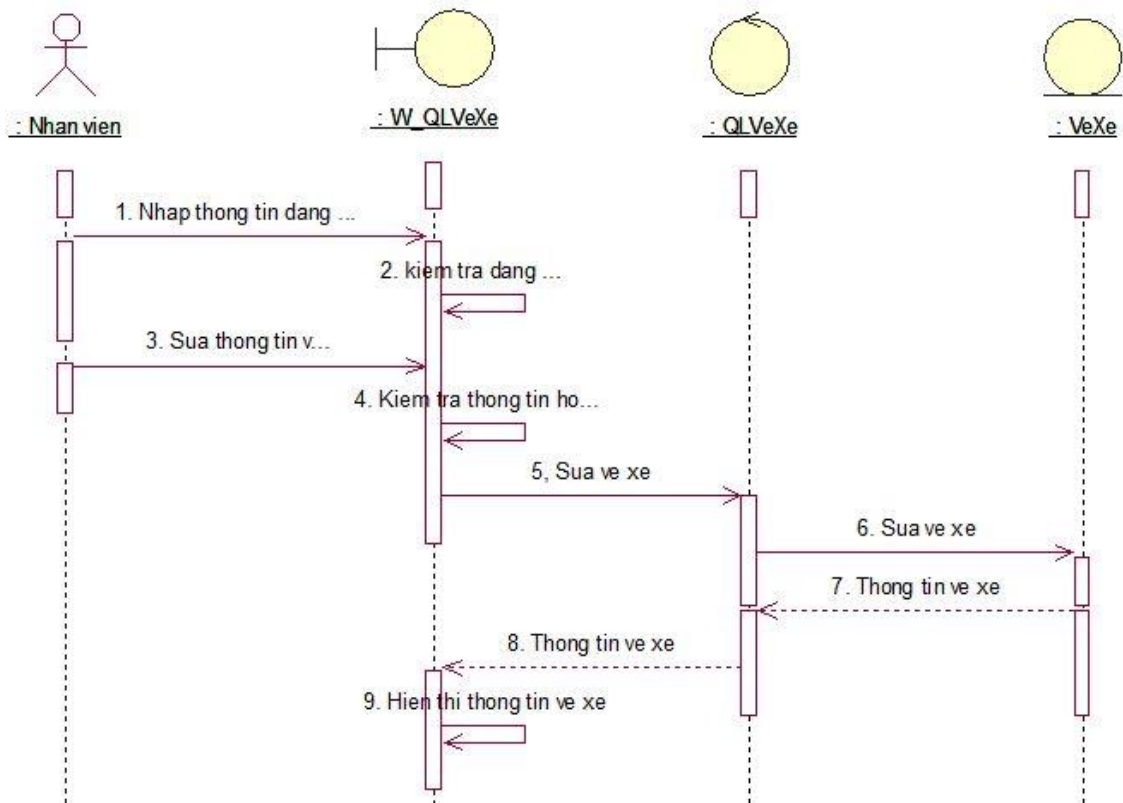 : Nhan vien
: W_QLVeXe
: QLVeXe
: VeXe
1. Nhap thong tin dang ...
2. kiem tra dang ...
3. Sua thong tin v...
4. Kiem tra thong tin ho...
5, Sua ve xe
6. Sua ve xe
7. Thong tin ve xe
8. Thong tin ve xe
9. Hien thi thong tin ve xe